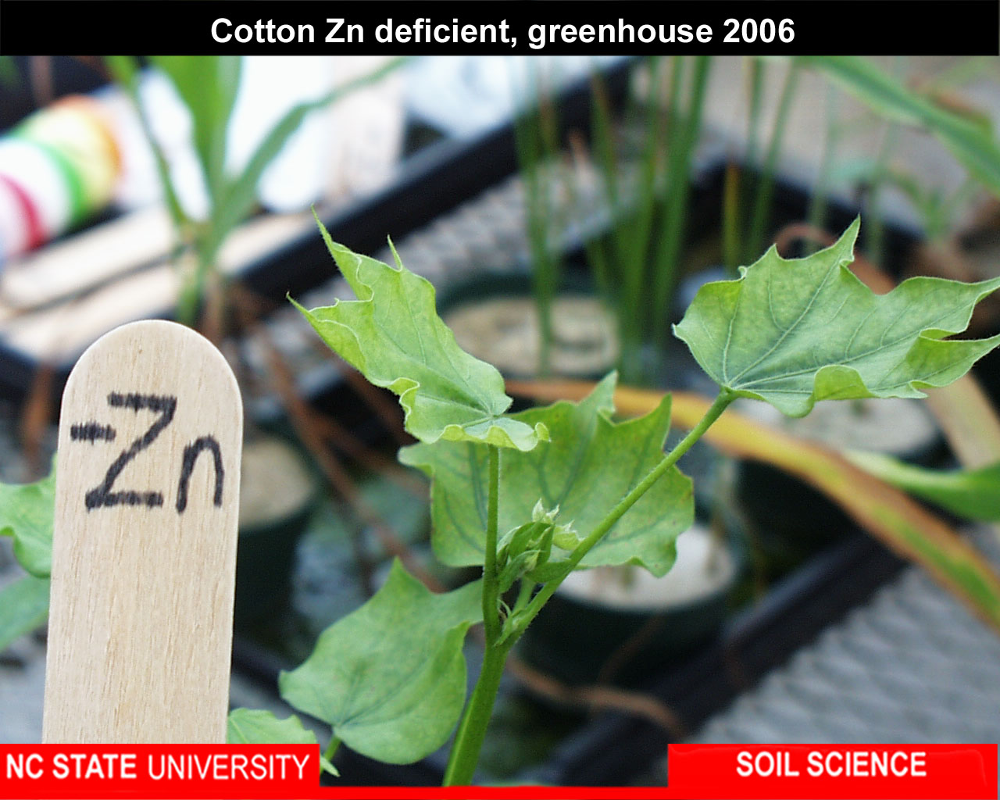 Cotton Zn deficient, greenhouse 2006
-Zn
NC STATE UNIVERSITY
SOIL SCIENCE